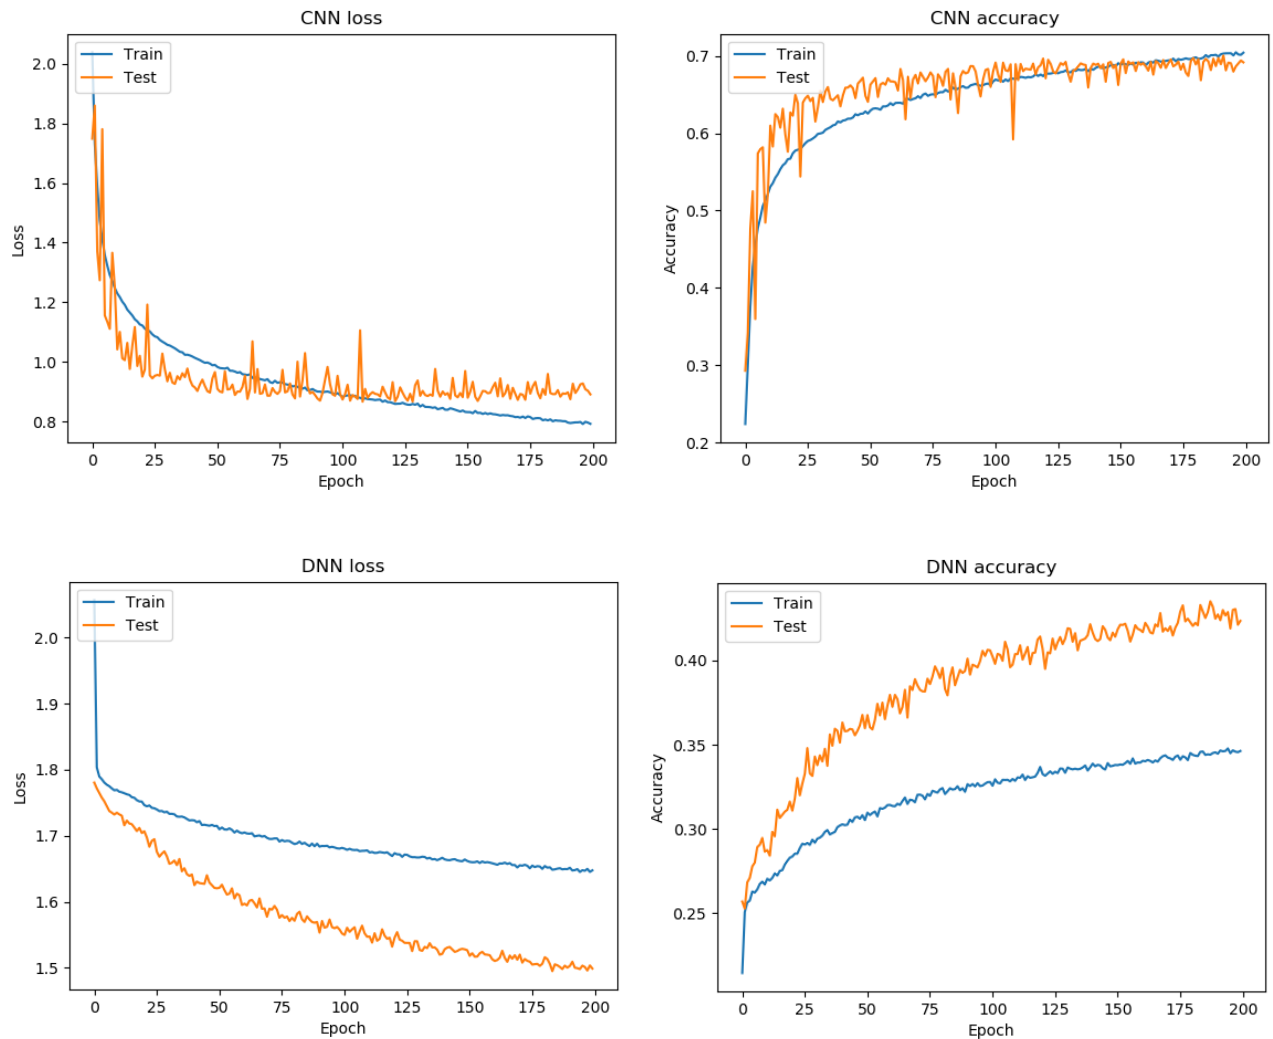 CNN loss
Train
Test
2.0
1.8
1.6
1.4
1.2
1.0
0.8
Loss
0 25 50 75 100 125 150 175 200
Epoch
CNN accuracy
Train
Test
0.7
0.6
0.5
0.4
0.3
0.2
Accuracy
0 25 50 75 100 125 150 175 200
Epoch
DNN loss
Train
Test
2.0
1.9
1.8
1.7
1.6
1.5
Loss
0 25 50 75 100 125 150 175 200
Epoch
DNN accuracy
Train
Test
0.40
0.35
0.30
0.25
Accuracy
0 25 50 75 100 125 150 175 200
Epoch